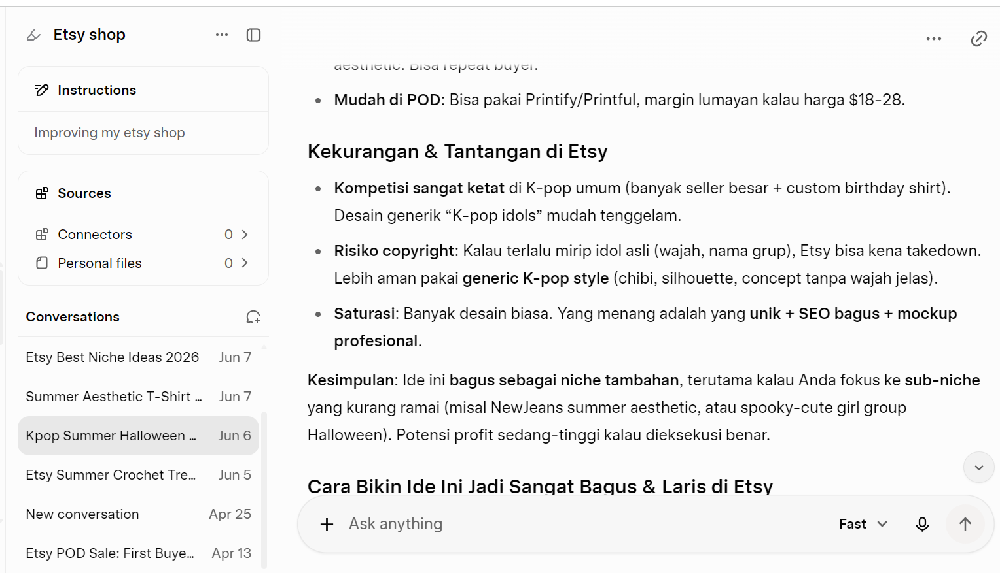 Etsy shop
Instructions
Improving my etsy shop
Sources
Connectors 0
Personal files 0
Conversations
Etsy Best Niche Ideas 2026 Jun 7
Summer Aesthetic T-Shirt ... Jun 7
Kpop Summer Halloween ... Jun 6
Etsy Summer Crochet Tre... Jun 5
New conversation Apr 25
Etsy POD Sale: First Buye... Apr 13
aesthetic. Bisa repeat buyer.
• Mudah di POD: Bisa pakai Printify/Printful, margin lumayan kalau harga $18-28.
Kekurangan & Tantangan di Etsy
• Kompetisi sangat ketat di K-pop umum (banyak seller besar + custom birthday shirt).
Desain generik “K-pop idols” mudah tenggelam.
• Risiko copyright: Kalau terlalu mirip idol asli (wajah, nama grup), Etsy bisa kena takedown.
Lebih aman pakai generic K-pop style (chibi, silhouette, concept tanpa wajah jelas).
• Saturasi: Banyak desain biasa. Yang menang adalah yang unik + SEO bagus + mockup
profesional.
Kesimpulan: Ide ini bagus sebagai niche tambahan, terutama kalau Anda fokus ke sub-niche
yang kurang ramai (misal NewJeans summer aesthetic, atau spooky-cute girl group
Halloween). Potensi profit sedang-tinggi kalau dieksekusi benar.
Cara Bikin Ide Ini Jadi Sangat Bagus & Laris di Etsy
Ask anything
Fast